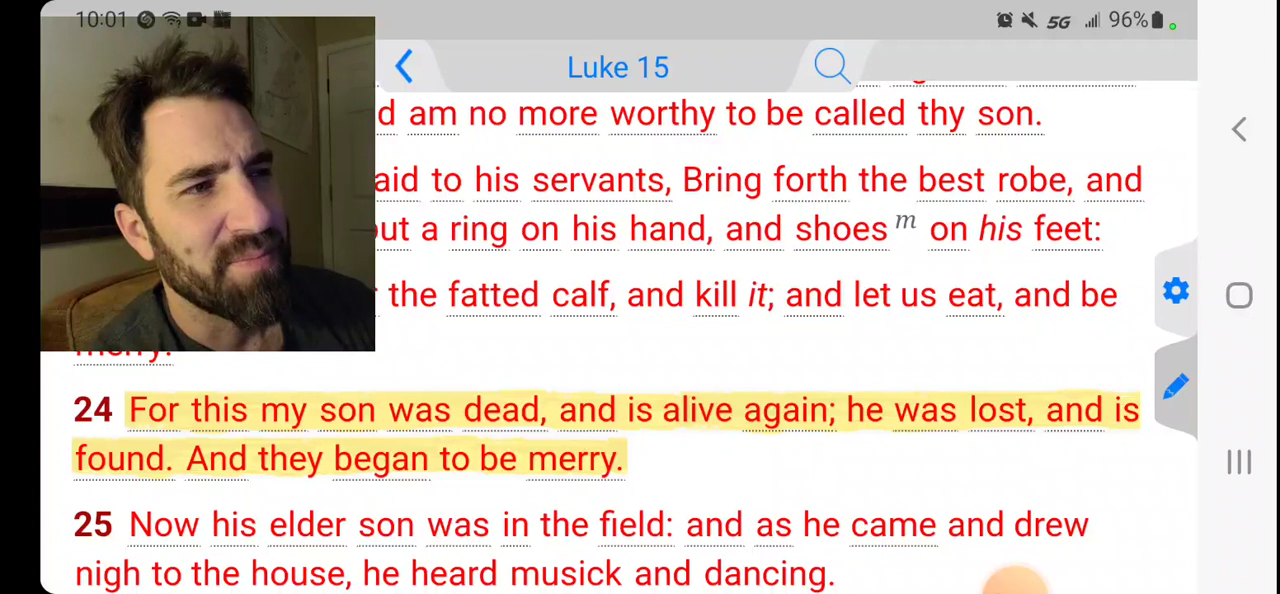 10:01 5G 96%
Luke 15
d am no more worthy to be called thy son.
aid to his servants, Bring forth the best robe, and
ut a ring on his hand, and shoes m on his feet:
the fatted calf, and kill it; and let us eat, and be
merry:
24 For this my son was dead, and is alive again; he was lost, and is
found. And they began to be merry.
25 Now his elder son was in the field: and as he came and drew
nigh to the house, he heard musick and dancing.